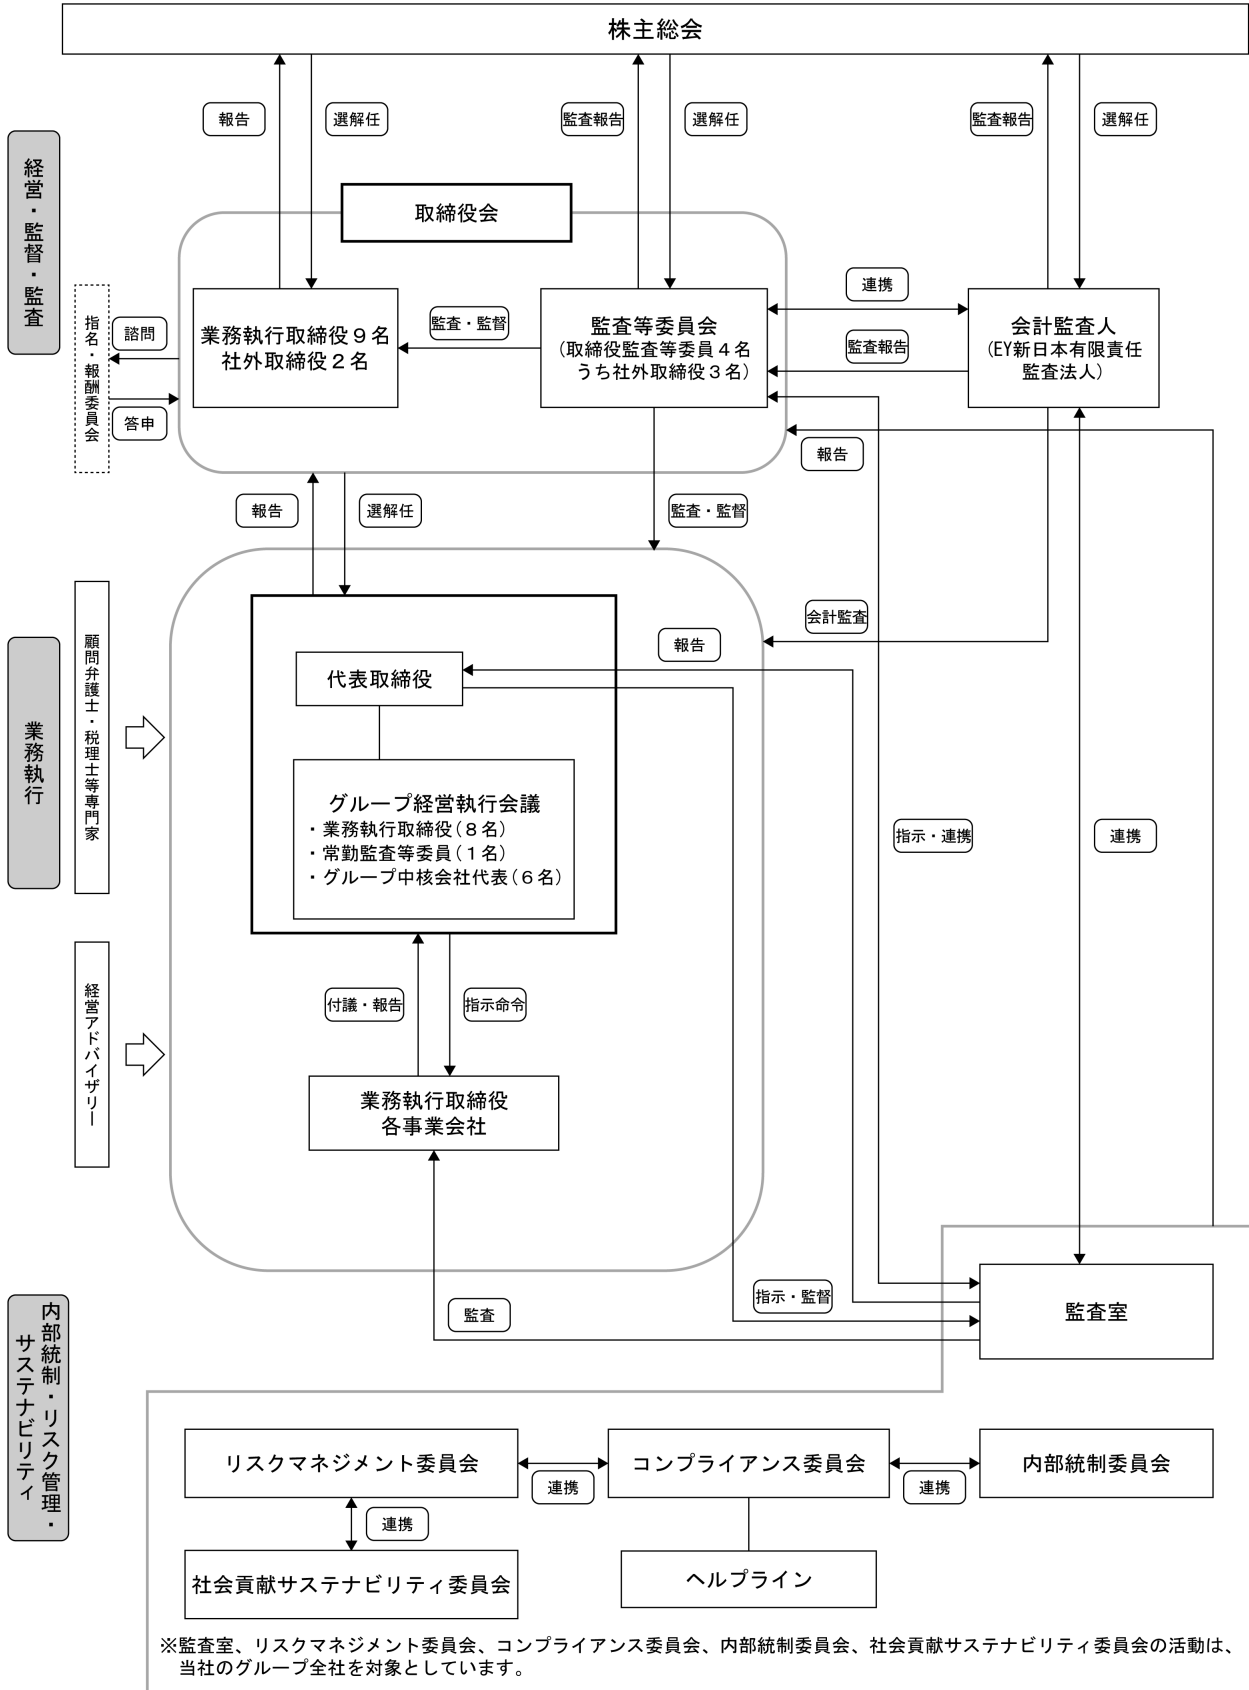 株主総会
報告
選解任
監査報告
選解任
監査報告
選解任
経営・監督・監査
取締役会
指名・報酬委員会
諮問
答申
業務執行取締役９名
社外取締役２名
監査・監督
監査等委員会
(取締役監査等委員４名
うち社外取締役３名)
連携
監査報告
会計監査人
(EY新日本有限責任
監査法人)
報告
報告
選解任
監査・監督
業務執行
顧問弁護士・税理士等専門家
会計監査
報告
代表取締役
グループ経営執行会議
・業務執行取締役(８名)
・常勤監査等委員(１名)
・グループ中核会社代表(６名)
指示・連携
連携
経営アドバイザリー
付議・報告
指示命令
業務執行取締役
各事業会社
内部統制・リスク管理・
サステナビリティ
監査
指示・監督
監査室
リスクマネジメント委員会
連携
コンプライアンス委員会
連携
内部統制委員会
連携
社会貢献サステナビリティ委員会
ヘルプライン
※監査室、リスクマネジメント委員会、コンプライアンス委員会、内部統制委員会、社会貢献サステナビリティ委員会の活動は、
当社のグループ全社を対象としています。